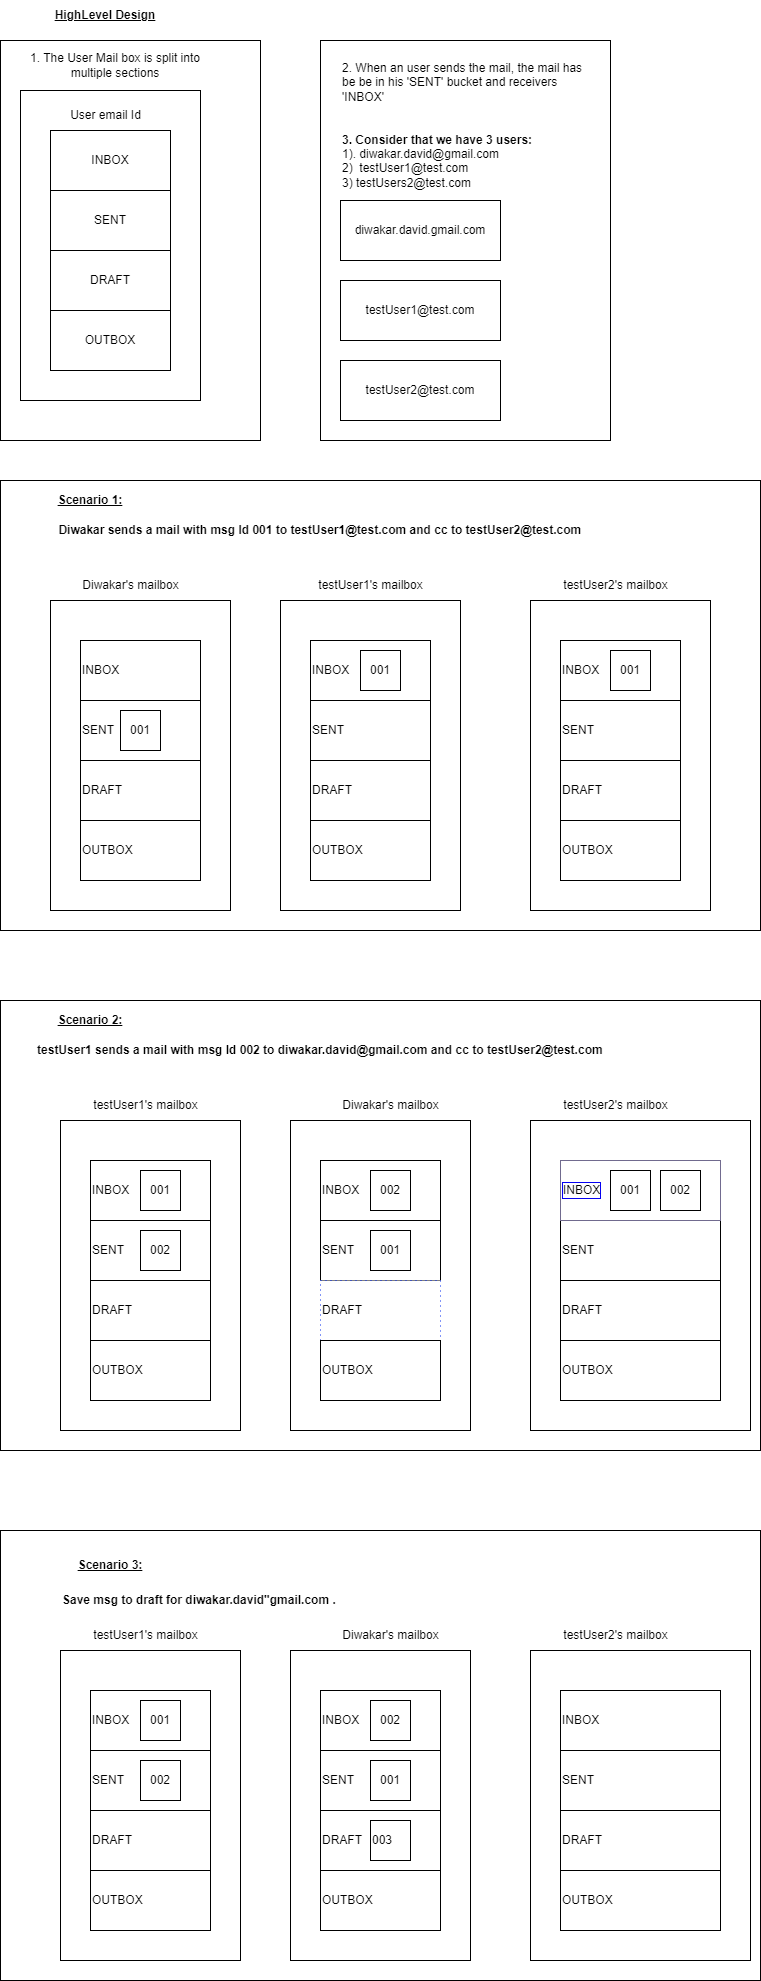 HighLevel Design
1. The User Mail box is split into
multiple sections
User email Id
INBOX
SENT
DRAFT
OUTBOX
2. When an user sends the mail, the mail has
be be in his 'SENT' bucket and receivers
'INBOX'
3. Consider that we have 3 users:
1). diwakar.david@gmail.com
2) testUser1@test.com
3) testUsers2@test.com
diwakar.david.gmail.com
testUser1@test.com
testUser2@test.com
Scenario 1:
Diwakar sends a mail with msg Id 001 to testUser1@test.com and cc to testUser2@test.com
Diwakar's mailbox
INBOX
SENT 001
DRAFT
OUTBOX
testUser1's mailbox
INBOX 001
SENT
DRAFT
OUTBOX
testUser2's mailbox
INBOX 001
SENT
DRAFT
OUTBOX
Scenario 2:
testUser1 sends a mail with msg Id 002 to diwakar.david@gmail.com and cc to testUser2@test.com
testUser1's mailbox
INBOX 001
SENT 002
DRAFT
OUTBOX
Diwakar's mailbox
INBOX 002
SENT 001
DRAFT
OUTBOX
testUser2's mailbox
INBOX 001 002
SENT
DRAFT
OUTBOX
Scenario 3:
Save msg to draft for diwakar.david"gmail.com .
testUser1's mailbox
INBOX 001
SENT 002
DRAFT
OUTBOX
Diwakar's mailbox
INBOX 002
SENT 001
DRAFT 003
OUTBOX
testUser2's mailbox
INBOX
SENT
DRAFT
OUTBOX